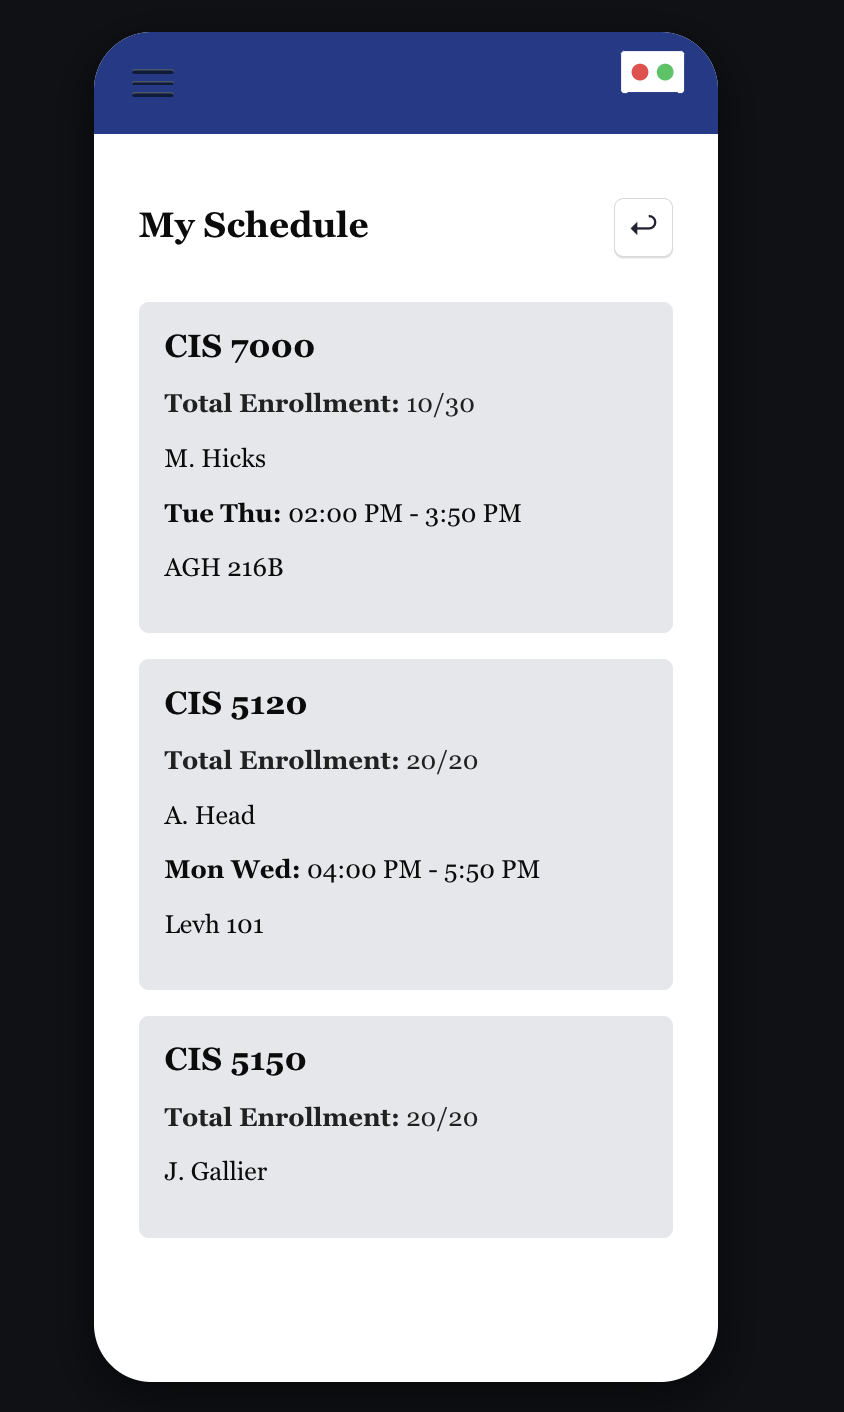 My Schedule
CIS 7000
Total Enrollment: 10/30
M. Hicks
Tue Thu: 02:00 PM - 3:50 PM
AGH 216B
CIS 5120
Total Enrollment: 20/20
A. Head
Mon Wed: 04:00 PM - 5:50 PM
Levh 101
CIS 5150
Total Enrollment: 20/20
J. Gallier